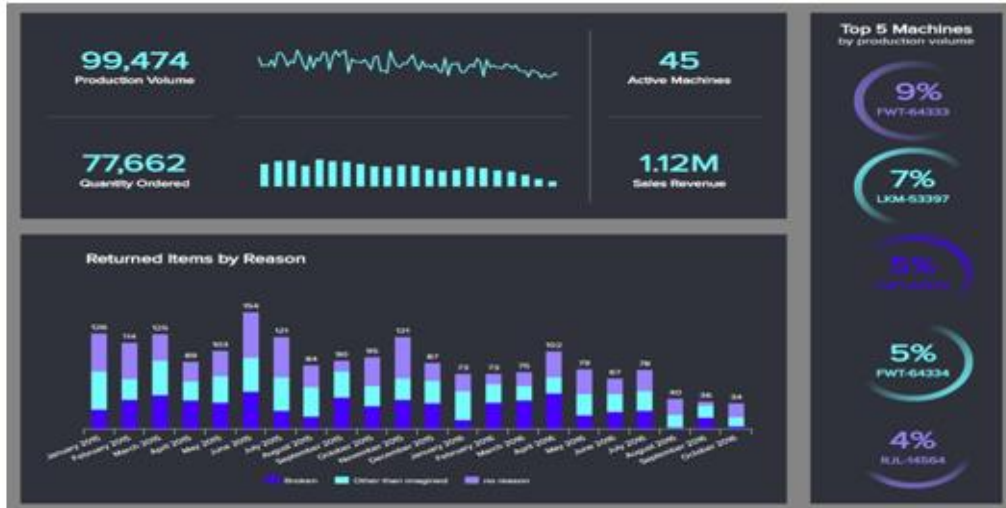 99,474
Production Volume
45
Active Machines
77,662
Quantity Ordered
1.12M
Sales Revenue
Top 5 Machines
by production volume
9%
FWT-64333
7%
LKM-53397
5%
5%
FWT-64334
4%
RJL-14564
Returned Items by Reason
126
114
125
89
103
154
121
84
90
95
121
87
73
73
75
102
79
67
78
40
36
34
January 2015
February 2015
March 2015
April 2015
May 2015
June 2015
July 2015
August 2015
September 2015
October 2015
November 2015
December 2015
January 2016
February 2016
March 2016
April 2016
May 2016
June 2016
July 2016
August 2016
September 2016
October 2016
Broken
Other than imagined
no reason